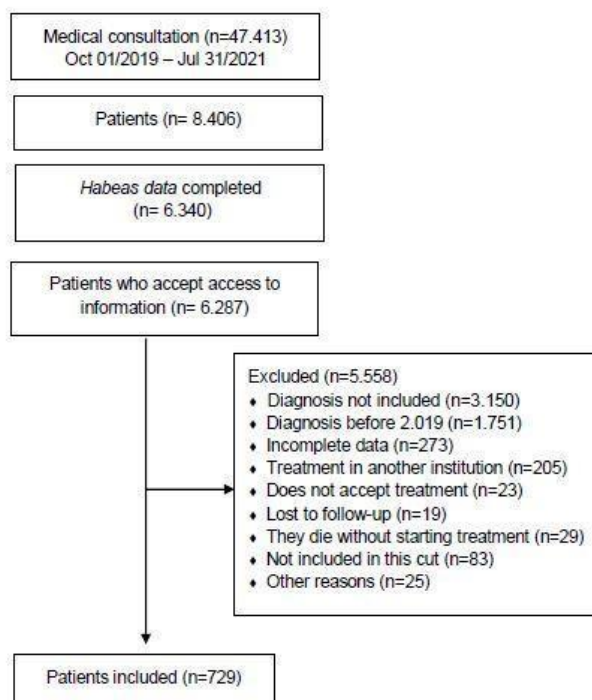 Medical consultation (n=47.413)
Oct 01/2019 – Jul 31/2021
Patients (n= 8.406)
Habeas data completed
(n= 6.340)
Patients who accept access to
information (n= 6.287)
Excluded (n=5.558)
♦ Diagnosis not included (n=3.150)
♦ Diagnosis before 2.019 (n=1.751)
♦ Incomplete data (n=273)
♦ Treatment in another institution (n=205)
♦ Does not accept treatment (n=23)
♦ Lost to follow-up (n=19)
♦ They die without starting treatment (n=29)
♦ Not included in this cut (n=83)
♦ Other reasons (n=25)
Patients included (n=729)